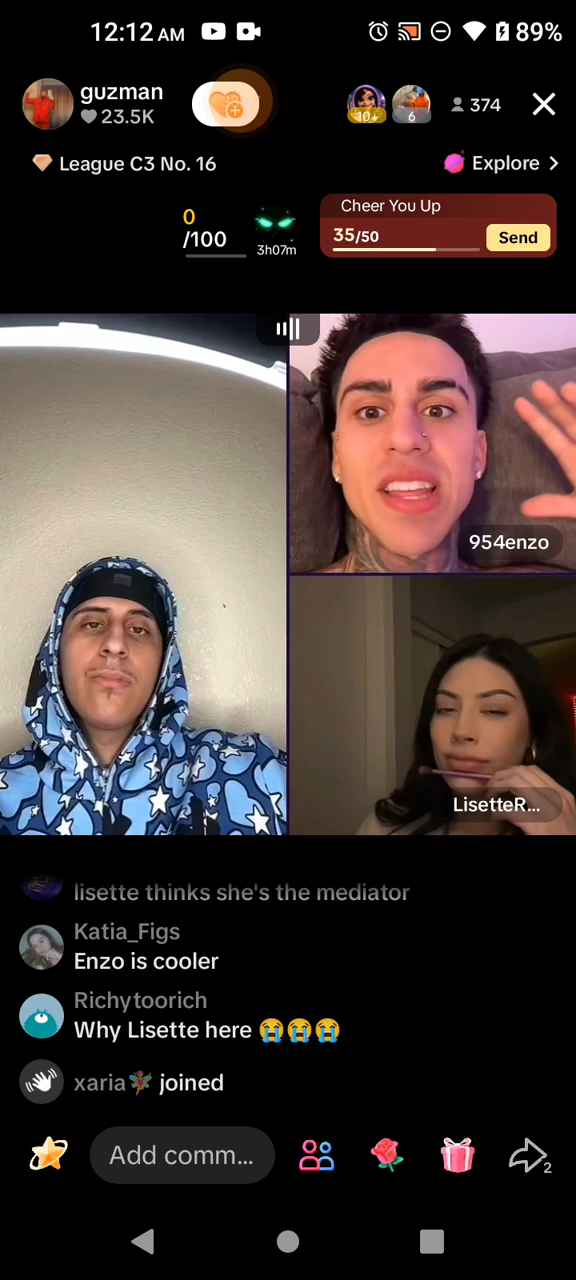 12:12 AM
89%
guzman
23.5K
10+
6
374
League C3 No. 16
Explore
0
/100
3h07m
Cheer You Up
35/50
Send
954enzo
LisetteR...
lisette thinks she's the mediator
Katia_Figs
Enzo is cooler
Richytoorich
Why Lisette here 😭😭😭
xaria🧚 joined
Add comm...
2